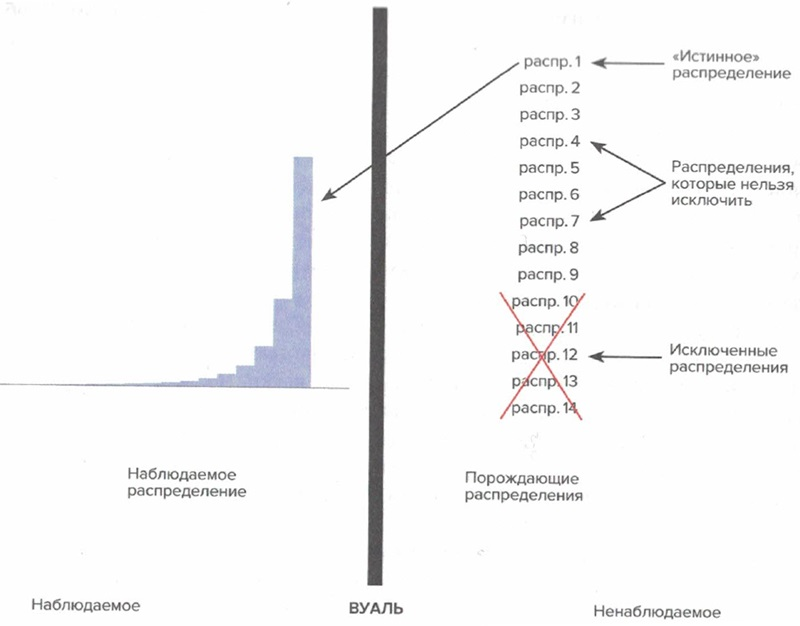 распр. 1
распр. 2
распр. 3
распр. 4
распр. 5
распр. 6
распр. 7
распр. 8
распр. 9
распр. 10
распр. 11
распр. 12
распр. 13
распр. 14
«Истинное»
распределение
Распределения,
которые нельзя
исключить
Исключенные
распределения
Наблюдаемое
распределение
Порождающие
распределения
Наблюдаемое
ВУАЛЬ
Ненаблюдаемое